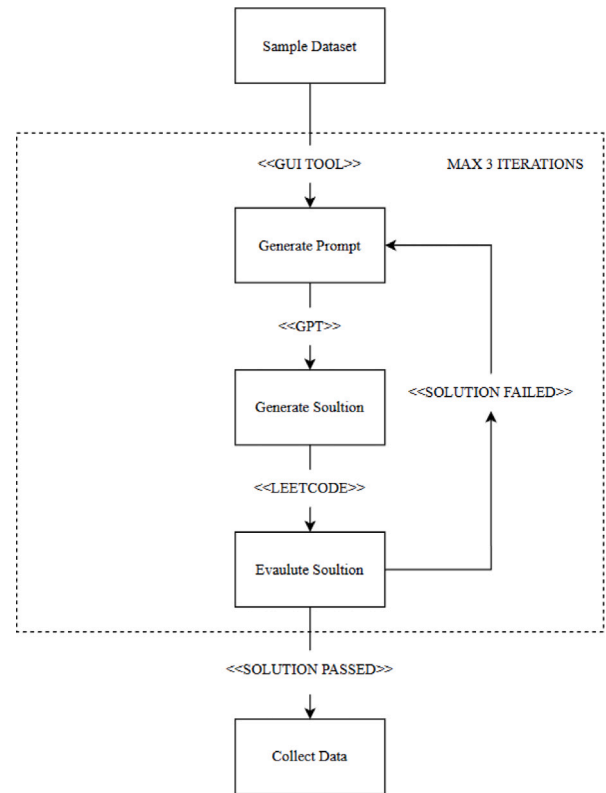 Sample Dataset
<<GUI TOOL>>
MAX 3 ITERATIONS
Generate Prompt
<<GPT>>
<<SOLUTION FAILED>>
Generate Soultion
<<LEETCODE>>
Evaulute Soultion
<<SOLUTION PASSED>>
Collect Data